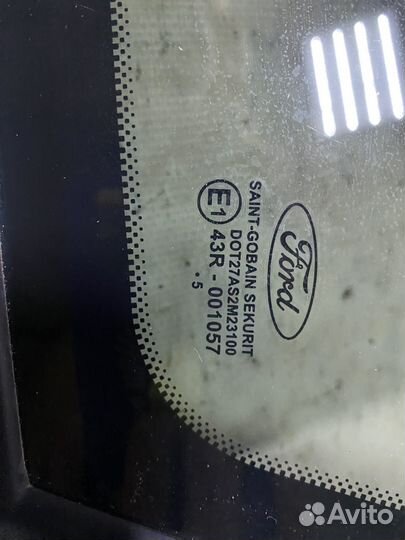 Ford
SAINT-GOBAIN SEKURIT
DOT27AS2M23100
E1 43R - 001057
.5
Avito